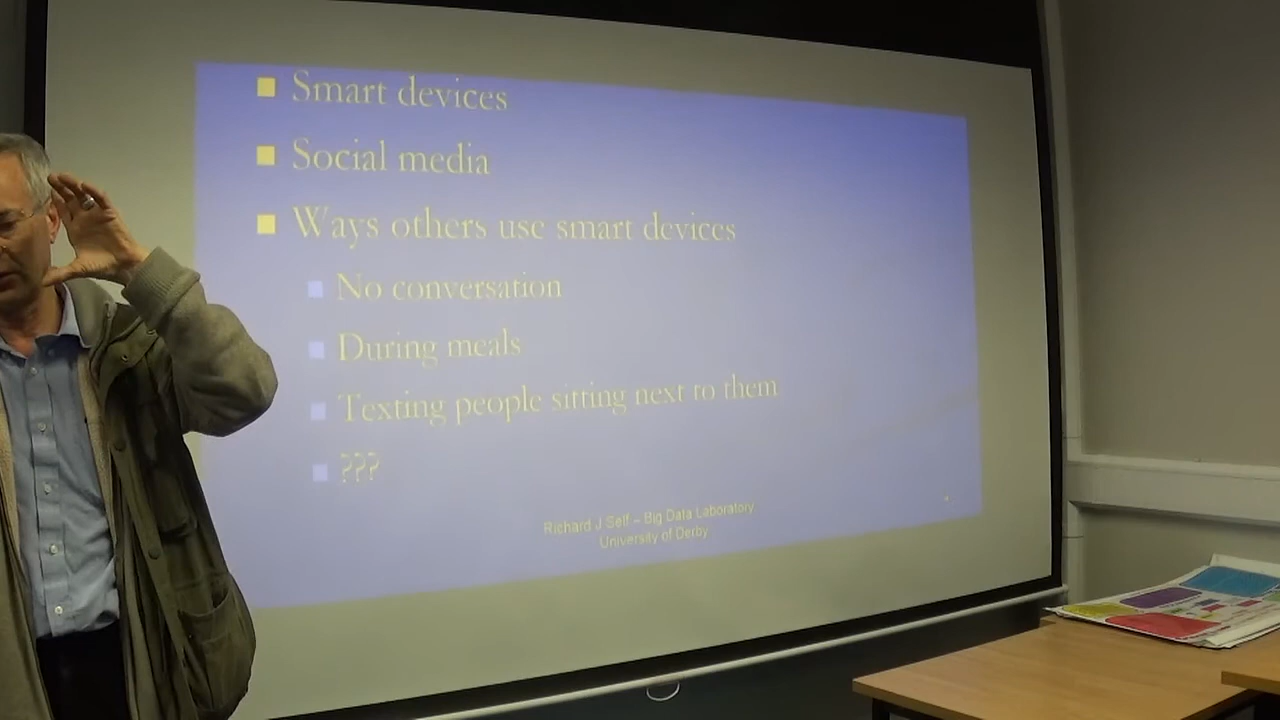 Smart devices
Social media
Ways others use smart devices
No conversation
During meals
Texting people sitting next to them
???
Richard J Self – Big Data Laboratory
University of Derby